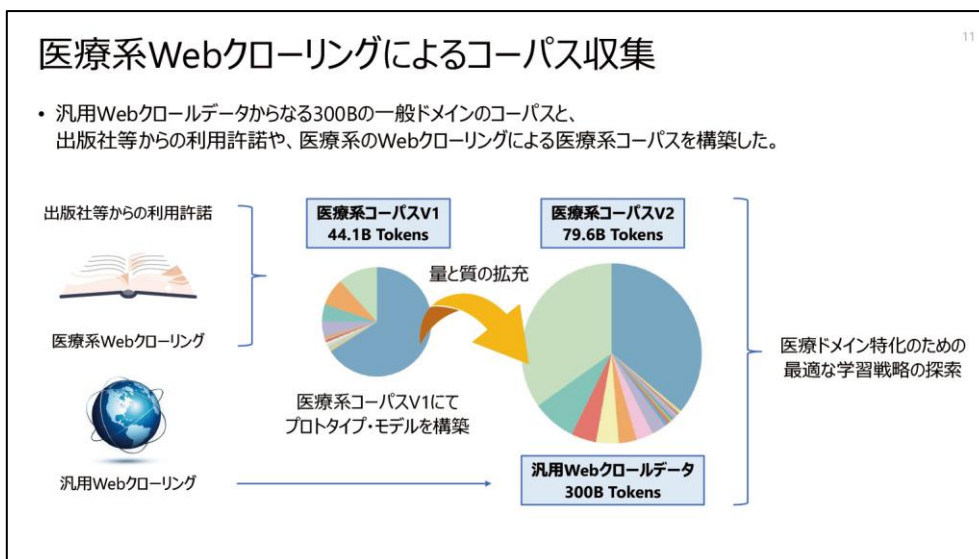 11
医療系Webクローリングによるコーパス収集
• 汎用Webクロールデータからなる300Bの一般ドメインのコーパスと、
出版社等からの利用許諾や、医療系のWebクローリングによる医療系コーパスを構築した。
出版社等からの利用許諾
医療系Webクローリング
汎用Webクローリング
医療系コーパスV1
44.1B Tokens
量と質の拡充
医療系コーパスV1にて
プロトタイプ・モデルを構築
医療系コーパスV2
79.6B Tokens
汎用Webクロールデータ
300B Tokens
医療ドメイン特化のための
最適な学習戦略の探索